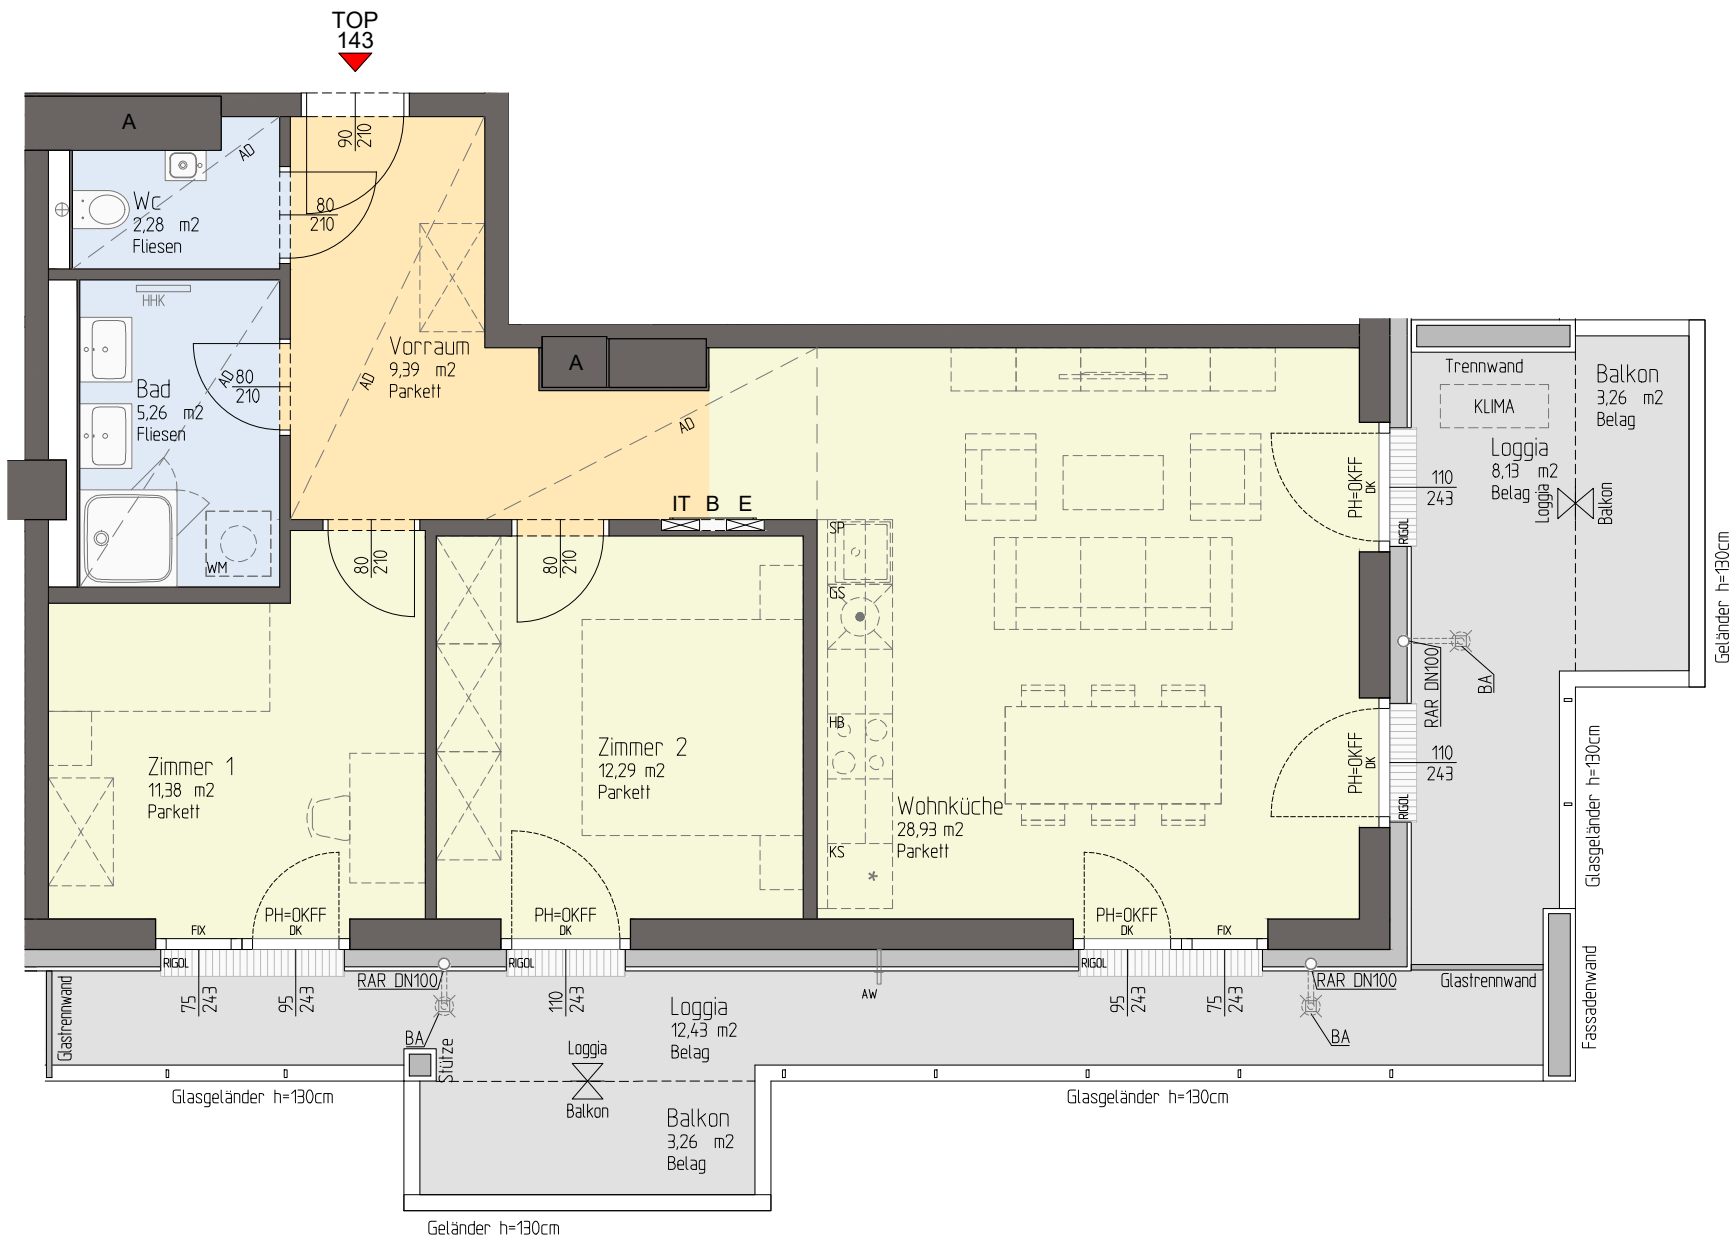 TOP
143
A
90
210
AD
Wc
2,28 m2
Fliesen
80
210
HHK
Vorraum
9,39 m2
Parkett
AD
A
AD
Bad
5,26 m2
Fliesen
AD
80
210
WM
IT B E
80
210
80
210
SP
GS
HB
KS
*
Zimmer 1
11,38 m2
Parkett
Zimmer 2
12,29 m2
Parkett
Wohnküche
28,93 m2
Parkett
Trennwand
KLIMA
Balkon
3,26 m2
Belag
Loggia
8,13 m2
Belag
Loggia
Balkon
PH=OKFF
DK
110
243
RIGOL
Geländer h=130cm
RAR DN100
BA
PH=OKFF
DK
110
243
RIGOL
Glasgeländer h=130cm
FIX
PH=OKFF
DK
PH=OKFF
DK
PH=OKFF
DK
FIX
RIGOL
75
243
95
243
RAR DN100
RIGOL
110
243
AW
RIGOL
95
243
75
243
RAR DN100
Glastrennwand
Fassadenwand
Glastrennwand
BA
Stütze
Loggia
12,43 m2
Belag
BA
Loggia
Balkon
Glasgeländer h=130cm
Glasgeländer h=130cm
Balkon
3,26 m2
Belag
Geländer h=130cm